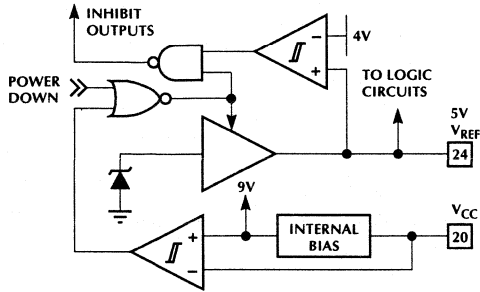 INHIBIT
OUTPUTS
4V
−
+
POWER
DOWN
TO LOGIC
CIRCUITS
5V
VREF
24
9V
VCC
20
+
−
INTERNAL
BIAS